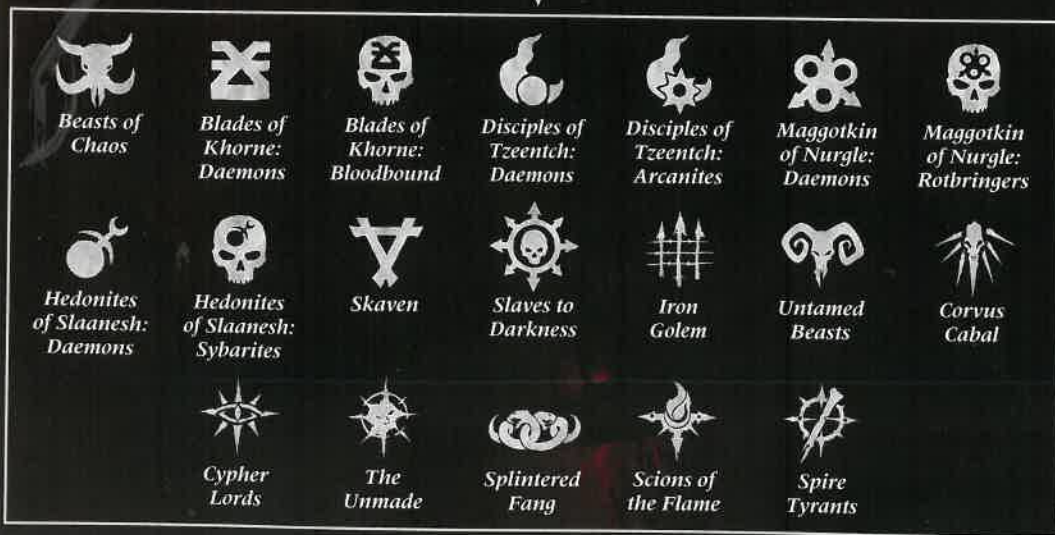 Beasts of
Chaos
Blades of
Khorne:
Daemons
Blades of
Khorne:
Bloodbound
Disciples of
Tzeentch:
Daemons
Disciples of
Tzeentch:
Arcanites
Maggotkin
of Nurgle:
Daemons
Maggotkin
of Nurgle:
Rotbringers
Hedonites
of Slaanesh:
Daemons
Hedonites
of Slaanesh:
Sybarites
Skaven
Slaves to
Darkness
Iron
Golem
Untamed
Beasts
Corvus
Cabal
Cypher
Lords
The
Unmade
Splintered
Fang
Scions of
the Flame
Spire
Tyrants